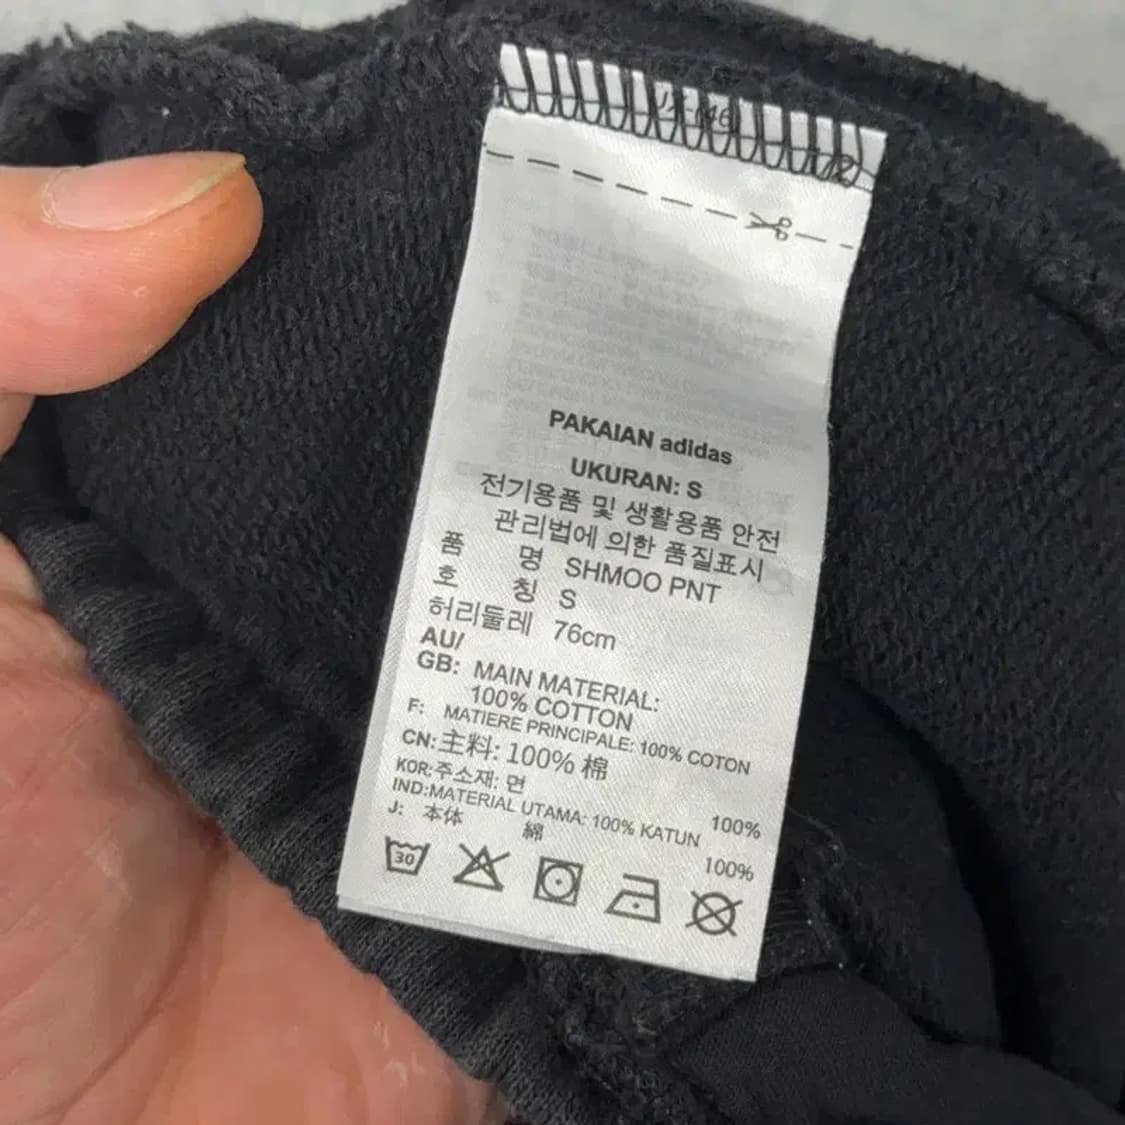 PAKAIAN adidas
UKURAN: S
전기용품 및 생활용품 안전
관리법에 의한 품질표시
품 명 SHMOO PNT
호 칭 S
허리둘레 76cm
AU/
GB: MAIN MATERIAL:
100% COTTON
F: MATIERE PRINCIPALE: 100% COTON
CN: 主料: 100% 棉
KOR: 주소재: 면 100%
IND: MATERIAL UTAMA: 100% KATUN
J: 本体 綿 100%
30